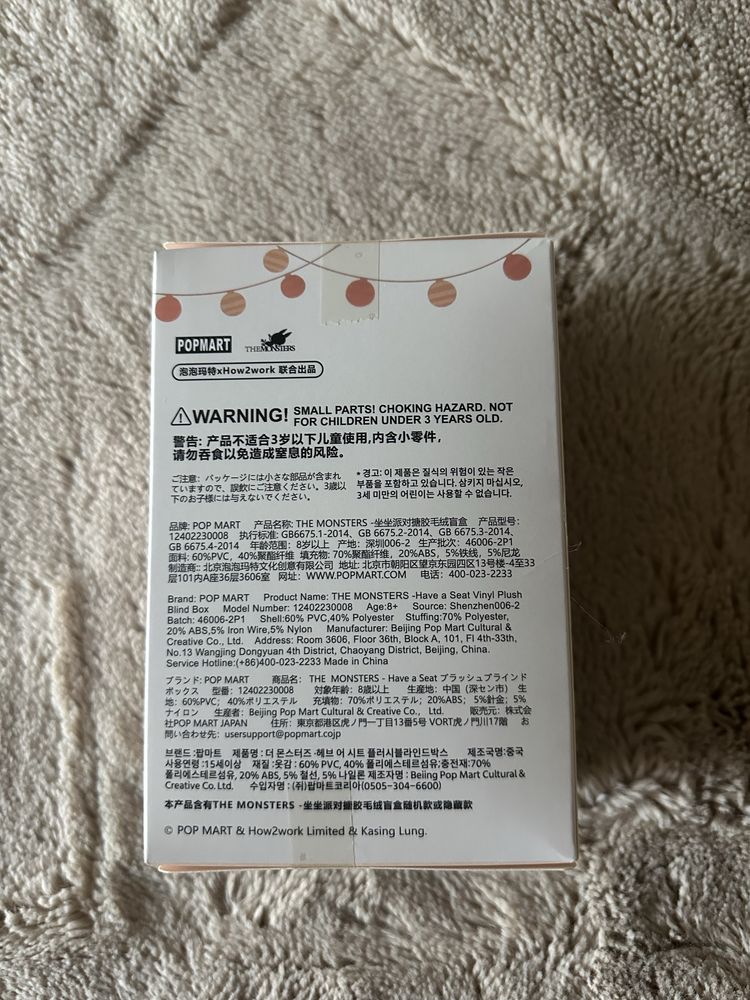 POPMART
THE MONSTERS
泡泡玛特xHow2work 联合出品
WARNING! SMALL PARTS! CHOKING HAZARD. NOT
FOR CHILDREN UNDER 3 YEARS OLD.
警告: 产品不适合3岁以下儿童使用,内含小零件,
请勿吞食以免造成窒息的风险。
ご注意: パッケージには小さな部品が含まれ
ていますので、誤飲にご注意ください。3歳以
下のお子様には与えないでください。
* 경고: 이 제품은 질식의 위험이 있는 작은
부품을 포함하고 있습니다. 삼키지 마십시오,
3세 미만의 어린이는 사용할 수 없습니다.
品牌: POP MART 产品名称: THE MONSTERS -坐坐派对搪胶毛绒盲盒 产品型号:
12402230008 执行标准: GB6675.1-2014、GB 6675.2-2014、GB 6675.3-2014、
GB 6675.4-2014 年龄范围: 8岁以上 产地: 深圳006-2 生产批次: 46006-2P1
面料: 60%PVC, 40%聚酯纤维 填充物: 70%聚酯纤维, 20%ABS, 5%铁线, 5%尼龙
制造商:: 北京泡泡玛特文化创意有限公司 地址: 北京市朝阳区望京东园四区13号楼-4至33
层101内A座36层3606室 网址: WWW.POPMART.COM 电话: 400-023-2233
Brand: POP MART Product Name: THE MONSTERS -Have a Seat Vinyl Plush
Blind Box Model Number: 12402230008 Age:8+ Source: Shenzhen006-2
Batch: 46006-2P1 Shell:60% PVC,40% Polyester Stuffing:70% Polyester,
20% ABS,5% Iron Wire,5% Nylon Manufacturer: Beijing Pop Mart Cultural &
Creative Co., Ltd. Address: Room 3606, Floor 36th, Block A, 101, Fl 4th-33th,
No.13 Wangjing Dongyuan 4th District, Chaoyang District, Beijing, China.
Service Hotline:(+86)400-023-2233 Made in China
ブランド: POP MART 商品名: THE MONSTERS - Have a Seat プラッシュブラインド
ボックス 型番: 12402230008 対象年齢: 8歳以上 生産地: 中国（深セン市） 生
地: 60%PVC; 40%ポリエステル 充填物: 70%ポリエステル; 20%ABS; 5%針金; 5%
ナイロン 生産者: Beijing Pop Mart Cultural & Creative Co., Ltd. 販売元: 株式会
社POP MART JAPAN 住所: 東京都港区虎ノ門一丁目13番5号 VORT虎ノ門川17階 お
問い合わせ先: usersupport@popmart.cojp
브랜드 :팝마트 제품명 : 더 몬스터즈 -헤브 어 시트 플러시블라인드박스 제조국명:중국
사용연령 :15세이상 재질 :옷감 : 60% PVC, 40% 폴리에스테르섬유;충전재:70%
폴리에스테르섬유, 20% ABS, 5% 철선, 5% 나일론 제조자명 : Beijing Pop Mart Cultural &
Creative Co. Ltd. 수입자명 : (주)팝마트코리아(0505-304-6600)
本产品含有THE MONSTERS -坐坐派对搪胶毛绒盲盒随机款或隐藏款
© POP MART & How2work Limited & Kasing Lung.